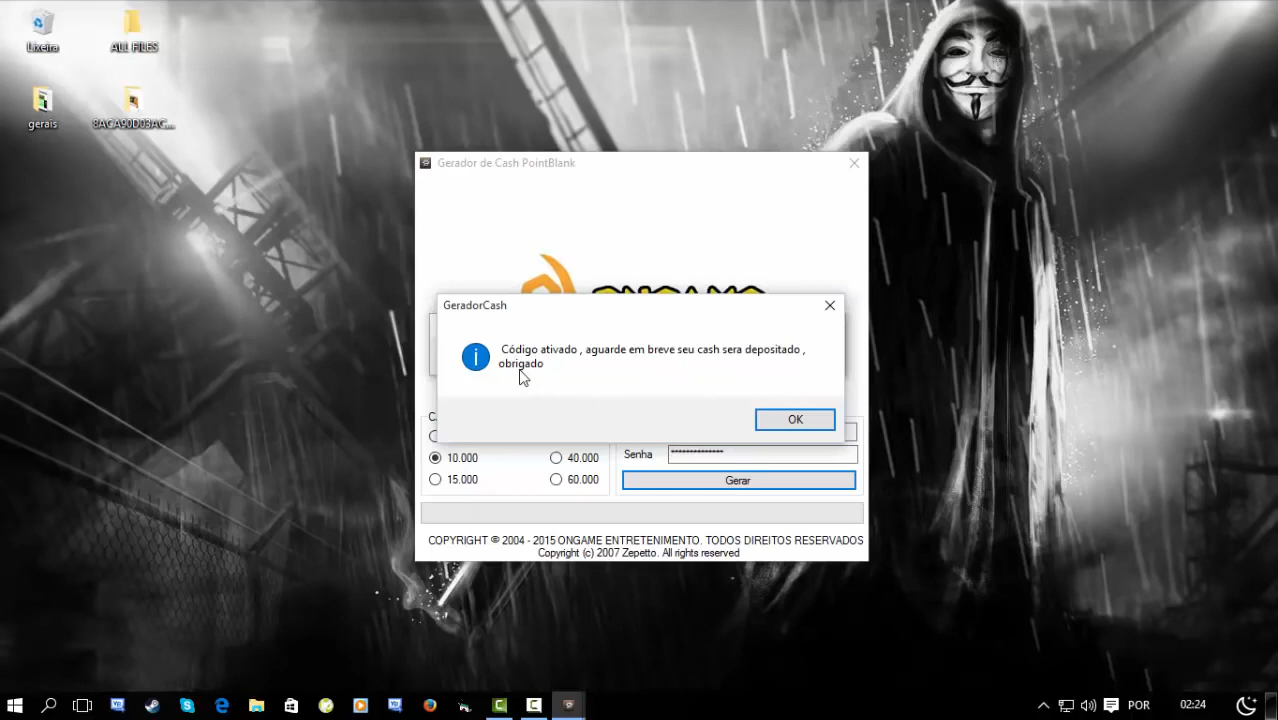 Lixeira
ALL FILES
gerais
8ACA90D03AC...
Gerador de Cash PointBlank
ONGAME
GeradorCash
Código ativado , aguarde em breve seu cash sera depositado ,
obrigado
OK
10.000
40.000
Senha
**************
15.000
60.000
Gerar
COPYRIGHT © 2004 - 2015 ONGAME ENTRETENIMENTO. TODOS DIREITOS RESERVADOS
Copyright (c) 2007 Zepetto. All rights reserved
POR
02:24